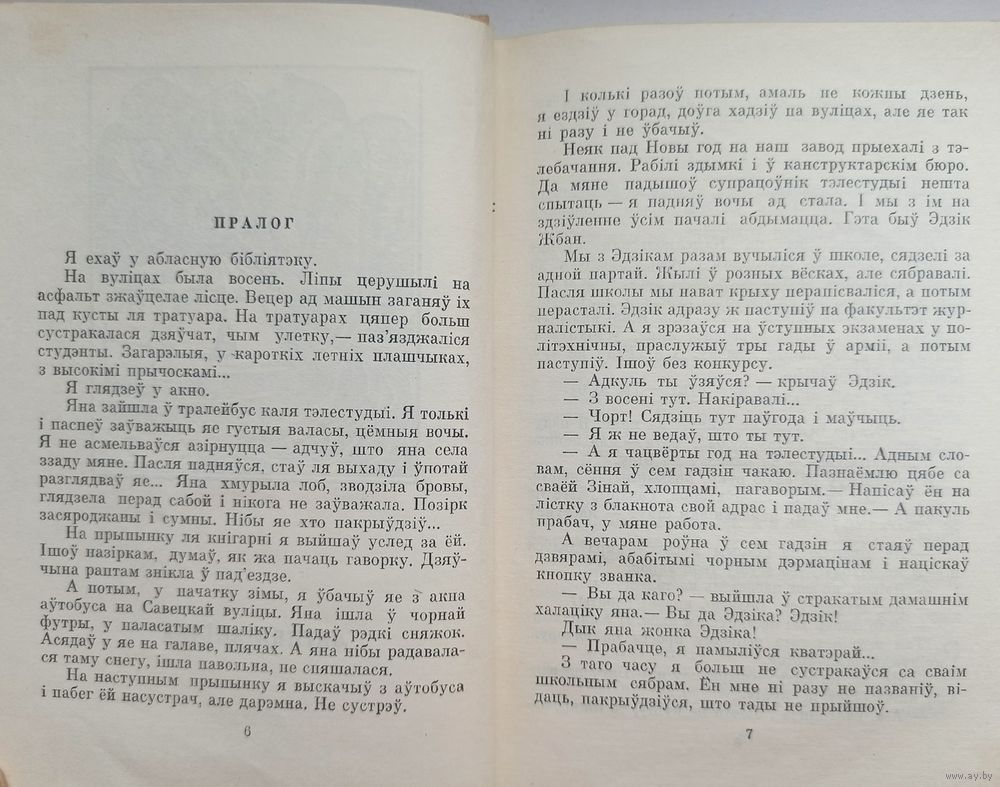 ПРАЛОГ
Я ехаў у абласную бібліятэку.
На вуліцах была восень. Ліпы церушылі на
асфальт зжаўцелае лісце. Вецер ад машын заганяў іх
пад кусты ля тратуара. На тратуарах цяпер больш
сустракалася дзяўчат, чым улетку,— паз'язджаліся
студэнты. Загарэлыя, у кароткіх летніх плашчыках,
з высокімі прычоскамі...
Я глядзеў у акно.
Яна зайшла ў тралейбус каля тэлестудыі. Я толькі
і паспеў заўважыць яе густыя валасы, цёмныя вочы.
Я не асмельваўся азірнуцца — адчуў, што яна села
ззаду мяне. Пасля падняўся, стаў ля выхаду і ўпотай
разглядваў яе... Яна хмурыла лоб, зводзіла бровы,
глядзела перад сабой і нікога не заўважала. Позірк
засяроджаны і сумны. Нібы яе хто пакрыўдзіў...
На прыпынку ля кнігарні я выйшаў услед за ёй.
Ішоў назіркам, думаў, як жа пачаць гаворку. Дзяў-
чына раптам знікла ў пад'ездзе.
А потым, у пачатку зімы, я ўбачыў яе з акна
аўтобуса на Савецкай вуліцы. Яна ішла ў чорнай
футры, у паласатым шаліку. Падаў рэдкі сняжок.
Асядаў у яе на галаве, плячах. А яна нібы радавала-
ся таму снегу, ішла павольна, не спяшалася.
На наступным прыпынку я выскачыў з аўтобуса
і пабег ёй насустрач, але дарэмна. Не сустрэў.
6
І колькі разоў потым, амаль не кожны дзень,
я ездзіў у горад, доўга хадзіў па вуліцах, але яе так
ні разу і не ўбачыў.
Неяк пад Новы год на наш завод прыехалі з тэ-
лебачання. Рабілі здымкі і ў канструктарскім бюро.
Да мяне падышоў супрацоўнік тэлестудыі нешта
спытаць — я падняў вочы ад стала. І мы з ім на
здзіўленне ўсім пачалі абдымацца. Гэта быў Эдзік
Жбан.
Мы з Эдзікам разам вучыліся ў школе, сядзелі за
адной партай. Жылі ў розных вёсках, але сябравалі.
Пасля школы мы нават крыху перапісваліся, а потым
перасталі. Эдзік адразу ж паступіў на факультэт жур-
налістыкі. А я зрэзаўся на ўступных экзаменах у по-
літэхнічны, праслужыў тры гады ў арміі, а потым
паступіў. Ішоў без конкурсу.
— Адкуль ты ўзяўся? — крычаў Эдзік.
— З восені тут. Накіравалі...
— Чорт! Сядзіць тут паўгода і маўчыць.
— Я ж не ведаў, што ты тут.
— А я чацвёрты год на тэлестудыі... Адным сло-
вам, сёння ў сем гадзін чакаю. Пазнаёмлю цябе са
сваёй Зінай, хлопцамі, пагаворым.— Напісаў ён на
лістку з блакнота свой адрас і падаў мне.— А пакуль
прабач, у мяне работа.
А вечарам роўна ў сем гадзін я стаяў перад
дзвярамі, абабітымі чорным дэрмацінам і націскаў
кнопку званка.
— Вы да каго? — выйшла ў стракатым дамашнім
халаціку яна.— Вы да Эдзіка? Эдзік!
Дык яна жонка Эдзіка!
— Прабачце, я памыліўся кватэрай...
З таго часу я больш не сустракаўся са сваім
школьным сябрам. Ён мне ні разу не пазваніў, ві-
даць, пакрыўдзіўся, што тады не прыйшоў.
7
www.ay.by